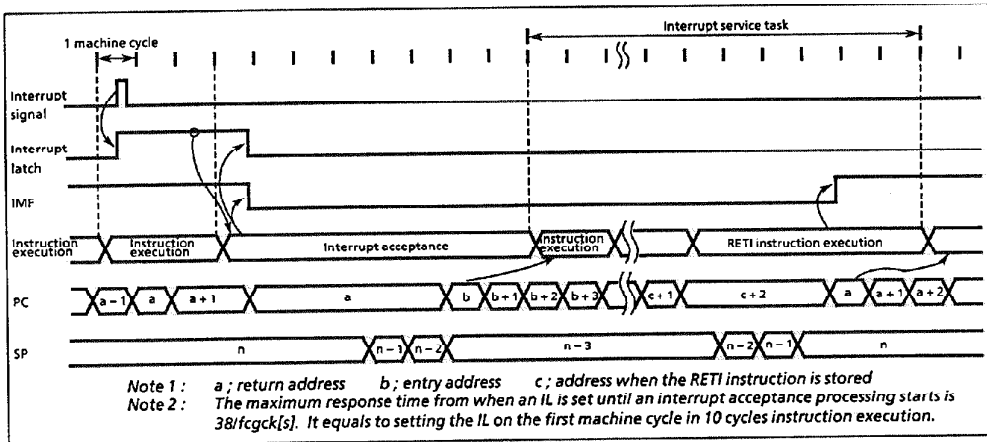 1 machine cycle
Interrupt service task
Interrupt signal
Interrupt latch
IMF
Instruction execution
Instruction execution
Interrupt acceptance
Instruction execution
RETI instruction execution
PC
a – 1 a a + 1 a b b + 1 b + 2 b + 3 c + 1 c + 2 a a + 1 a + 2
SP
n n – 1 n – 2 n – 3 n – 2 n – 1 n
Note 1 : a ; return address b ; entry address c ; address when the RETI instruction is stored
Note 2 : The maximum response time from when an IL is set until an interrupt acceptance processing starts is
38/fcgck[s]. It equals to setting the IL on the first machine cycle in 10 cycles instruction execution.